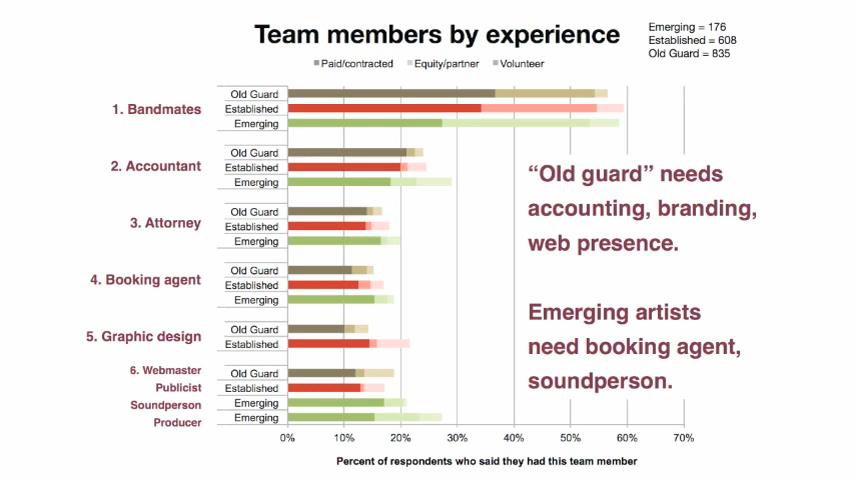 Team members by experience
Emerging = 176
Established = 608
Old Guard = 835
Paid/contracted Equity/partner Volunteer
1. Bandmates
Old Guard
Established
Emerging
2. Accountant
Old Guard
Established
Emerging
3. Attorney
Old Guard
Established
Emerging
4. Booking agent
Old Guard
Established
Emerging
5. Graphic design
Old Guard
Established
6. Webmaster Old Guard
Publicist Established
Soundperson Emerging
Producer Emerging
“Old guard” needs
accounting, branding,
web presence.
Emerging artists
need booking agent,
soundperson.
0% 10% 20% 30% 40% 50% 60% 70%
Percent of respondents who said they had this team member